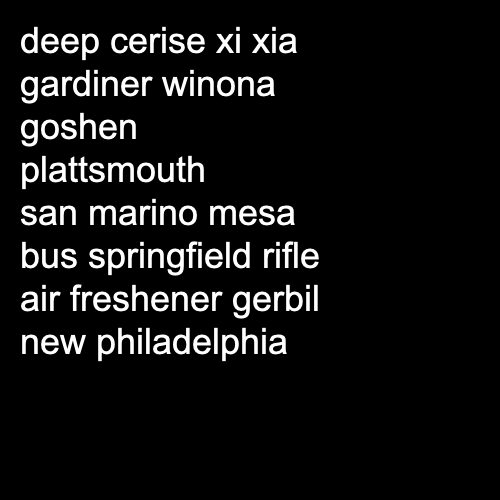 deep cerise xi xia
gardiner winona
goshen
plattsmouth
san marino mesa
bus springfield rifle
air freshener gerbil
new philadelphia